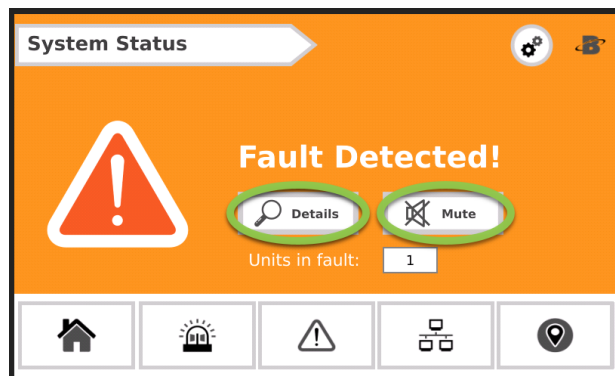 System Status
Fault Detected!
Details
Mute
Units in fault:
1